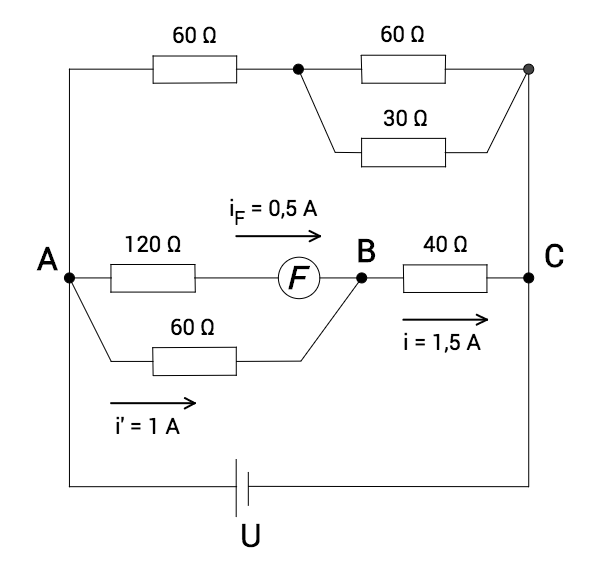 60 Ω
60 Ω
30 Ω
i_F = 0,5 A
A
120 Ω
F
B
40 Ω
C
60 Ω
i = 1,5 A
i' = 1 A
U